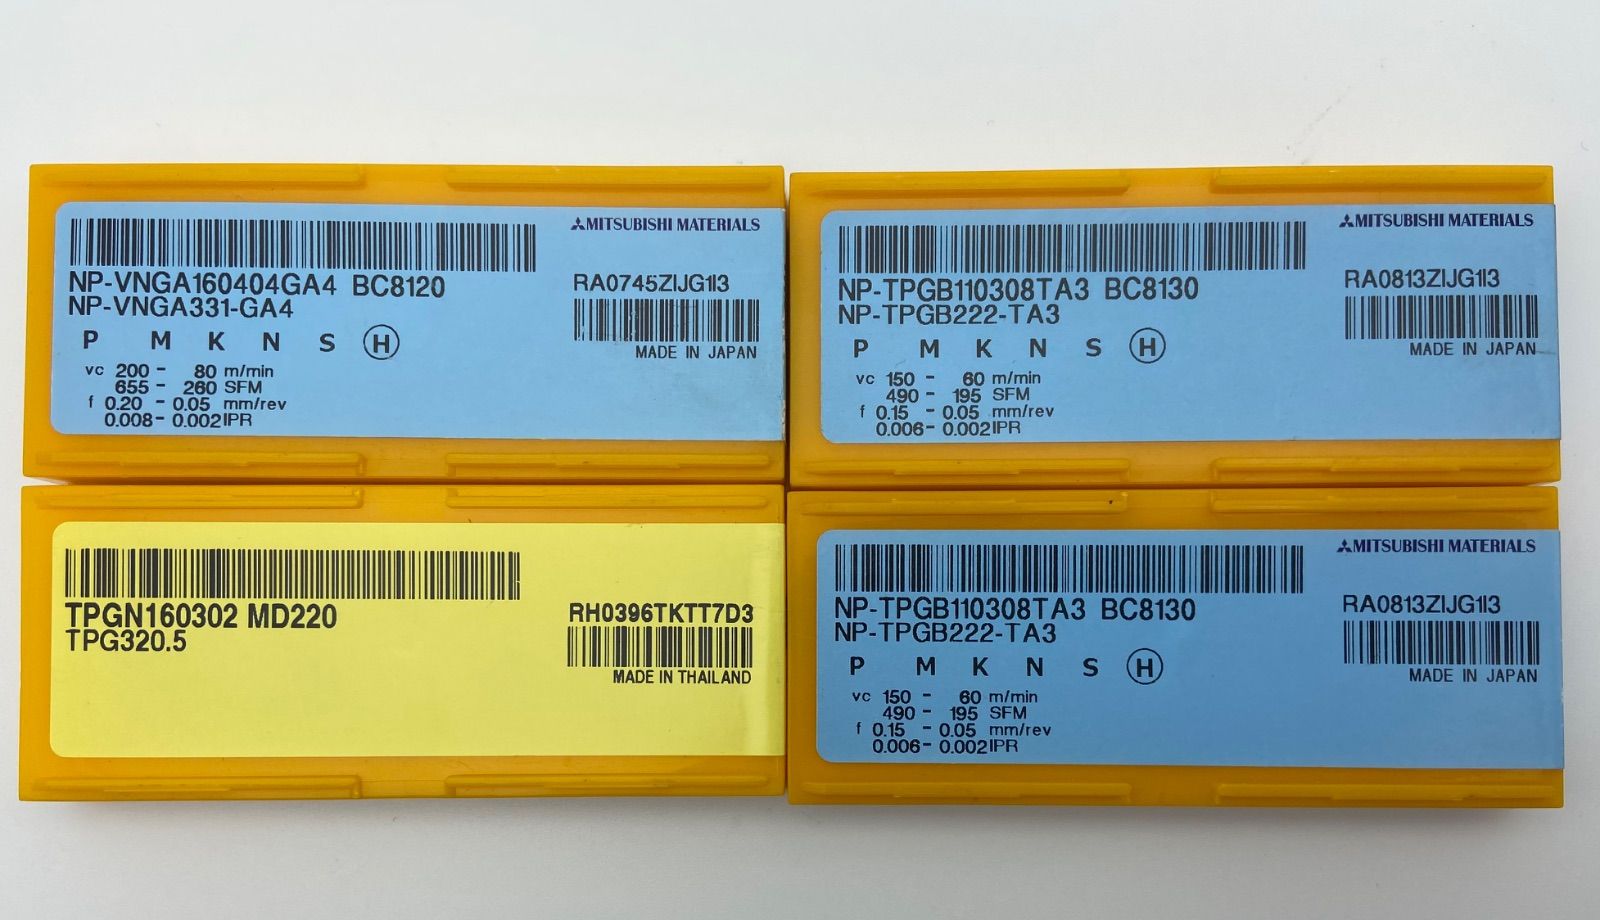 MITSUBISHI MATERIALS
NP-VNGA160404GA4 BC8120
NP-VNGA331-GA4
RA0745ZIJG1I3
P M K N S H
MADE IN JAPAN
vc 200 - 80 m/min
655 - 260 SFM
f 0.20 - 0.05 mm/rev
0.008 - 0.002 IPR
MITSUBISHI MATERIALS
NP-TPGB110308TA3 BC8130
NP-TPGB222-TA3
RA0813ZIJG1I3
P M K N S H
MADE IN JAPAN
vc 150 - 60 m/min
490 - 195 SFM
f 0.15 - 0.05 mm/rev
0.006 - 0.002 IPR
TPGN160302 MD220
TPG320.5
RH0396TKTT7D3
MADE IN THAILAND
MITSUBISHI MATERIALS
NP-TPGB110308TA3 BC8130
NP-TPGB222-TA3
RA0813ZIJG1I3
P M K N S H
MADE IN JAPAN
vc 150 - 60 m/min
490 - 195 SFM
f 0.15 - 0.05 mm/rev
0.006 - 0.002 IPR